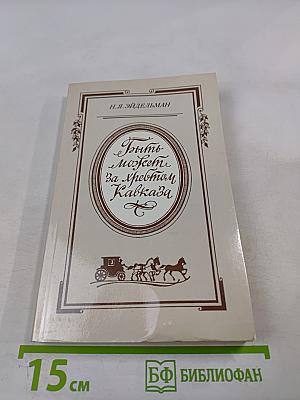 Н.Я.ЭЙДЕЛЬМАН
Быть
может
за хребтом
Кавказа
15 см
БФ БИБЛИОФАН